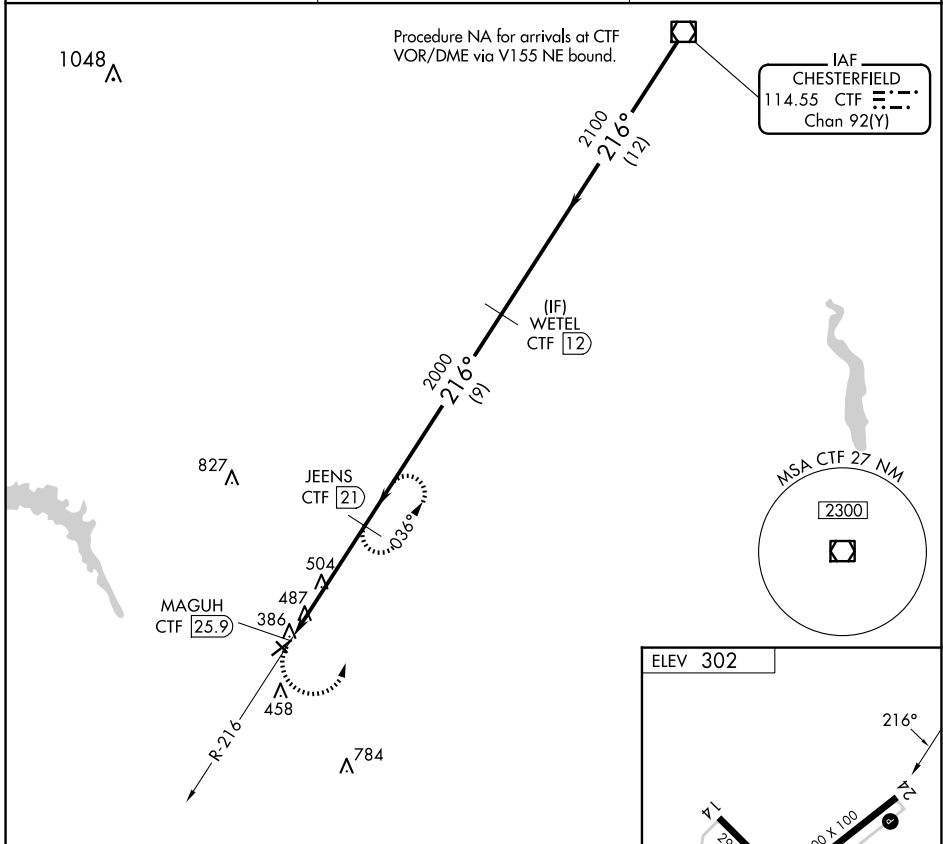 Procedure NA for arrivals at CTF
VOR/DME via V155 NE bound.
1048
IAF
CHESTERFIELD
114.55 CTF
Chan 92(Y)
2100
216°
(12)
(IF)
WETEL
CTF 12
2000
216°
(9)
827
JEENS
CTF 21
036°
MSA CTF 27 NM
2300
504
487
386
MAGUH
CTF 25.9
458
R-216
784
ELEV 302
216°
24
14
00 X 100
P